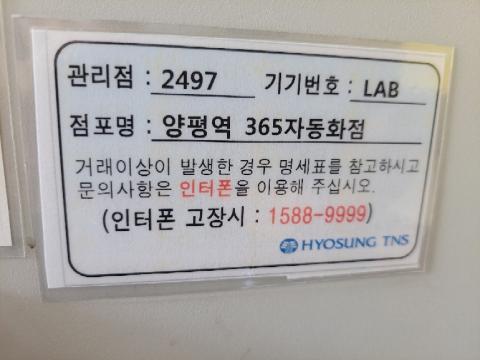 관리점 : 2497 기기번호 : LAB
점포명 : 양평역 365자동화점
거래이상이 발생한 경우 명세표를 참고하시고
문의사항은 인터폰을 이용해 주십시오.
(인터폰 고장시 : 1588-9999)
HYOSUNG TNS